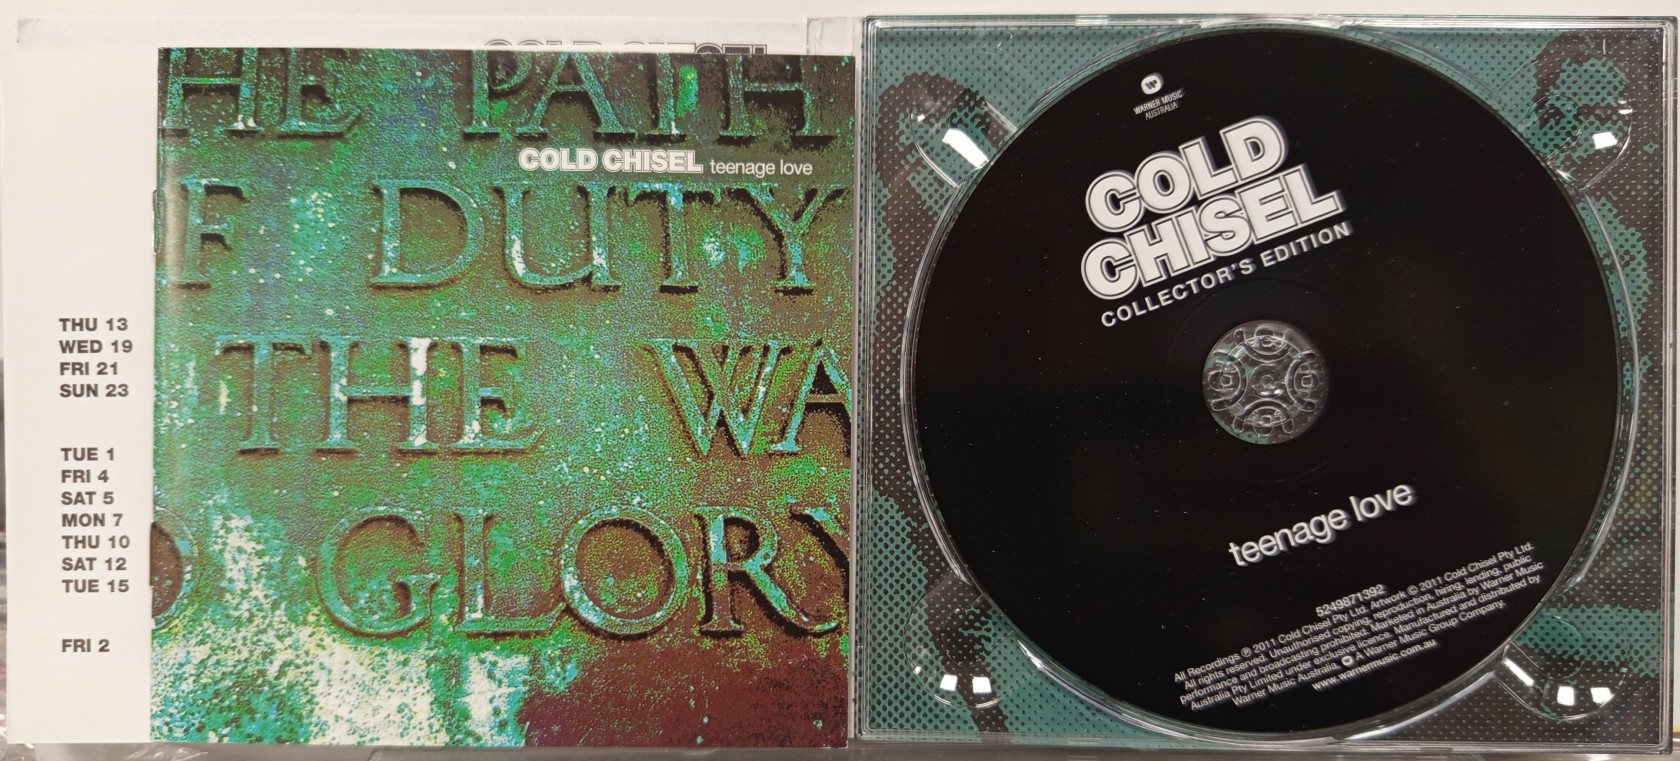 THU 13
WED 19
FRI 21
SUN 23
TUE 1
FRI 4
SAT 5
MON 7
THU 10
SAT 12
TUE 15
FRI 2
HE PATH
COLD CHISEL teenage love
F DUTY
THE WA
O GLORY
WARNER MUSIC
AUSTRALIA
COLD
CHISEL
COLLECTOR'S EDITION
teenage love
5249871392
All Recordings ℗ 2011 Cold Chisel Pty Ltd. Artwork © 2011 Cold Chisel Pty Ltd.
All rights reserved. Unauthorised copying, reproduction, hiring, lending, public
performance and broadcasting prohibited. Marketed in Australia by Warner Music
Australia Pty Limited under exclusive licence. Manufactured and distributed by
Warner Music Australia. A Warner Music Group Company.
www.warnermusic.com.au